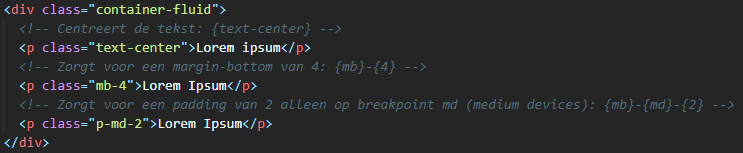 <div class="container-fluid">
<!-- Centreert de tekst: {text-center} -->
<p class="text-center">Lorem ipsum</p>
<!-- Zorgt voor een margin-bottom van 4: {mb}-{4} -->
<p class="mb-4">Lorem Ipsum</p>
<!-- Zorgt voor een padding van 2 alleen op breakpoint md (medium devices): {mb}-{md}-{2} -->
<p class="p-md-2">Lorem Ipsum</p>
</div>